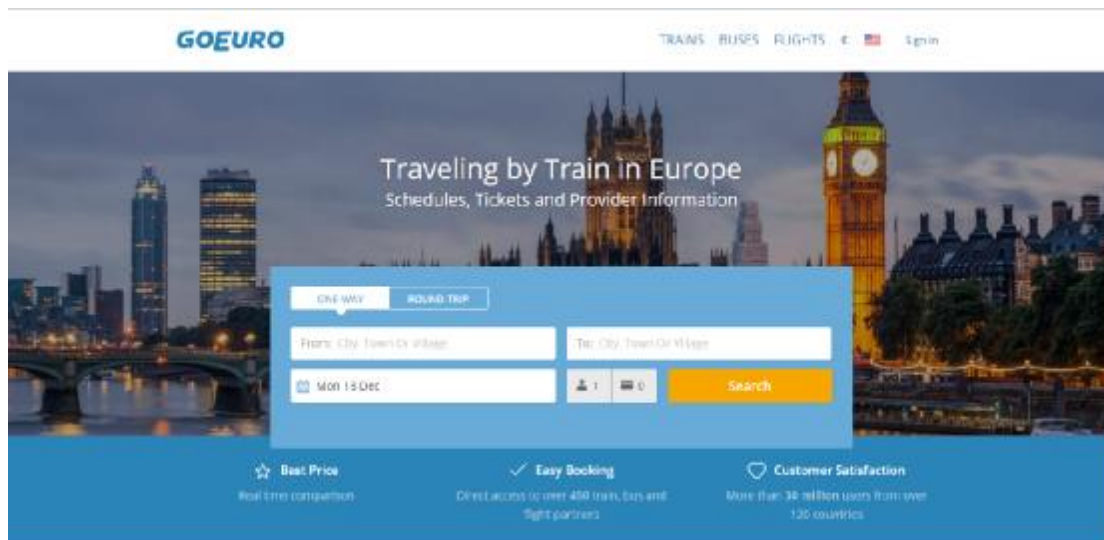 GOEURO
TRAINS BUSES FLIGHTS € Sign in
Traveling by Train in Europe
Schedules, Tickets and Provider Information
ONE WAY ROUND TRIP
From: City, Town Or Village To: City, Town Or Village
Mon 18 Dec 1 0 Search
Best Price Easy Booking Customer Satisfaction
Real time comparison Direct access to over 450 train, bus and More than 30 million users from over
flight partners 120 countries